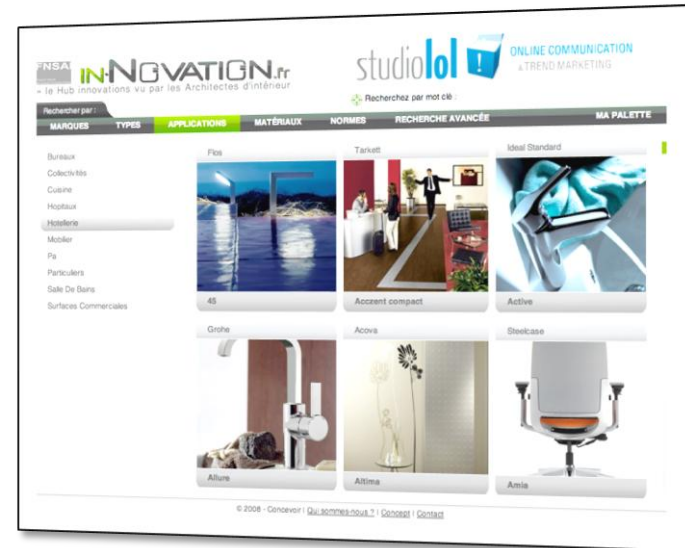 FNSAI
IN-NOVATION.fr
» le Hub innovations vu par les Architectes d'intérieur
studiolol
ONLINE COMMUNICATION
& TREND MARKETING
Recherchez par mot clé :
Rechercher par :
MARQUES TYPES APPLICATIONS MATÉRIAUX NORMES RECHERCHE AVANCÉE MA PALETTE
Bureaux
Collectivités
Cuisine
Hopitaux
Hotellerie
Mobilier
Pa
Particuliers
Salle De Bains
Surfaces Commerciales
Flos Tarkett Ideal Standard
45 Acczent compact Active
Grohe Acova Steelcase
Allure Altima Amia
© 2008 - Concevoir | Qui sommes-nous ? | Concept | Contact